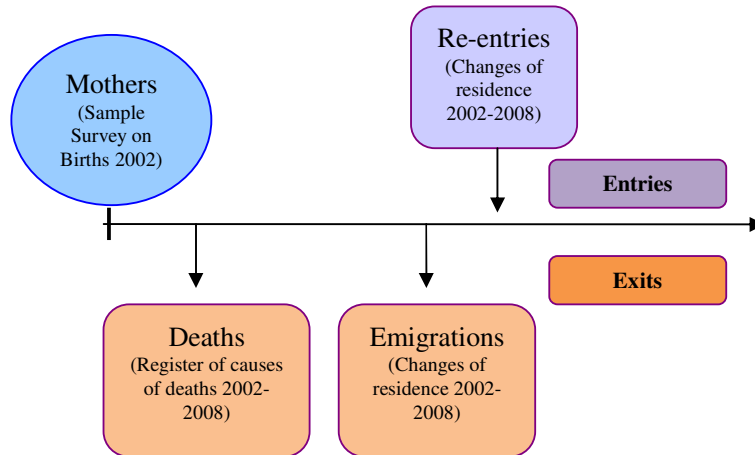 Mothers
(Sample
Survey on
Births 2002)
Re-entries
(Changes of
residence
2002-2008)
Entries
Exits
Deaths
(Register of causes
of deaths 2002-
2008)
Emigrations
(Changes of
residence 2002-
2008)